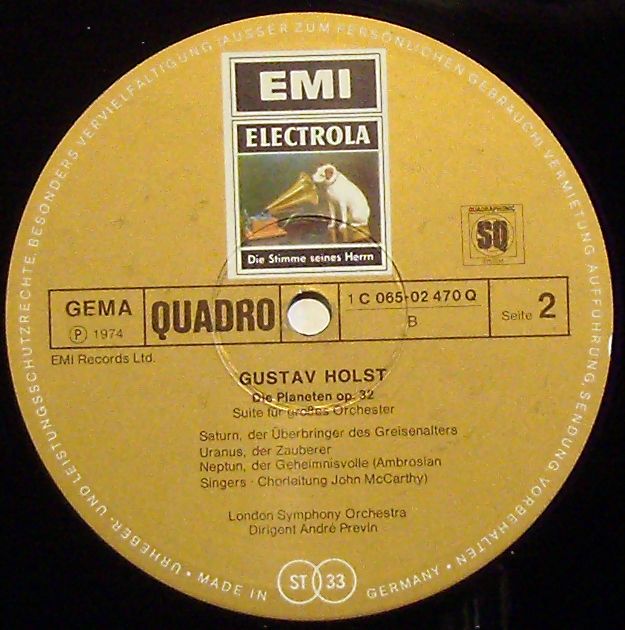 URHEBER- UND LEISTUNGSSCHUTZRECHTE, BESONDERS VERVIELFÄLTIGUNG (AUSSER ZUM PERSÖNLICHEN GEBRAUCH) VERMIETUNG AUFFÜHRUNG, SENDUNG VORBEHALTEN
EMI
ELECTROLA
Die Stimme seines Herrn
QUADRAPHONIC
SQ
GEMA
Ⓟ 1974
QUADRO
1 C 065-02 470 Q
B
Seite 2
EMI Records Ltd.
GUSTAV HOLST
Die Planeten op. 32
Suite für großes Orchester
Saturn, der Überbringer des Greisenalters
Uranus, der Zauberer
Neptun, der Geheimnisvolle (Ambrosian
Singers · Chorleitung John McCarthy)
London Symphony Orchestra
Dirigent André Previn
• MADE IN ST 33 GERMANY •